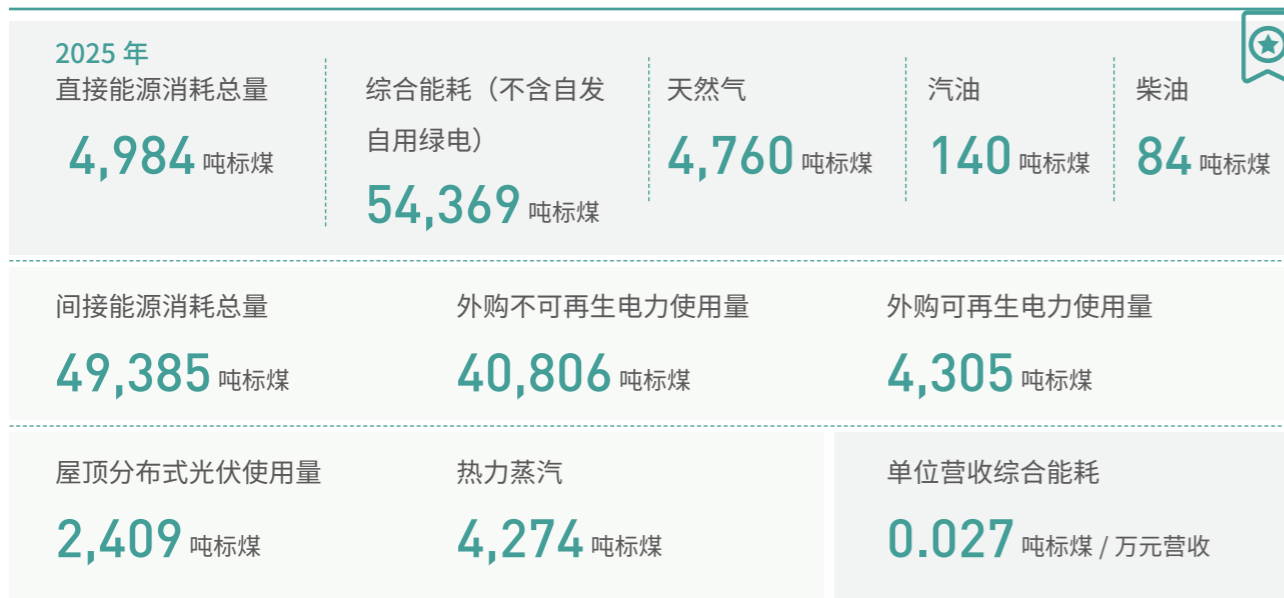 2025 年
直接能源消耗总量
4,984 吨标煤
综合能耗（不含自发
自用绿电）
54,369 吨标煤
天然气
4,760 吨标煤
汽油
140 吨标煤
柴油
84 吨标煤
间接能源消耗总量
49,385 吨标煤
外购不可再生电力使用量
40,806 吨标煤
外购可再生电力使用量
4,305 吨标煤
屋顶分布式光伏使用量
2,409 吨标煤
热力蒸汽
4,274 吨标煤
单位营收综合能耗
0.027 吨标煤 / 万元营收